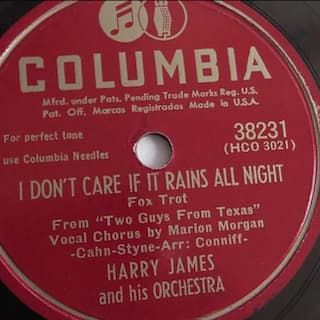 COLUMBIA
Mfrd. under Pats. Pending Trade Marks Reg. U.S.
Pat. Off. Marcas Registradas Made in U.S.A.
For perfect tone
use Columbia Needles
38231
(HCO 3021)
I DON'T CARE IF IT RAINS ALL NIGHT
Fox Trot
From "Two Guys From Texas"
Vocal Chorus by Marion Morgan
-Cahn-Styne-Arr: Conniff-
HARRY JAMES
and his ORCHESTRA